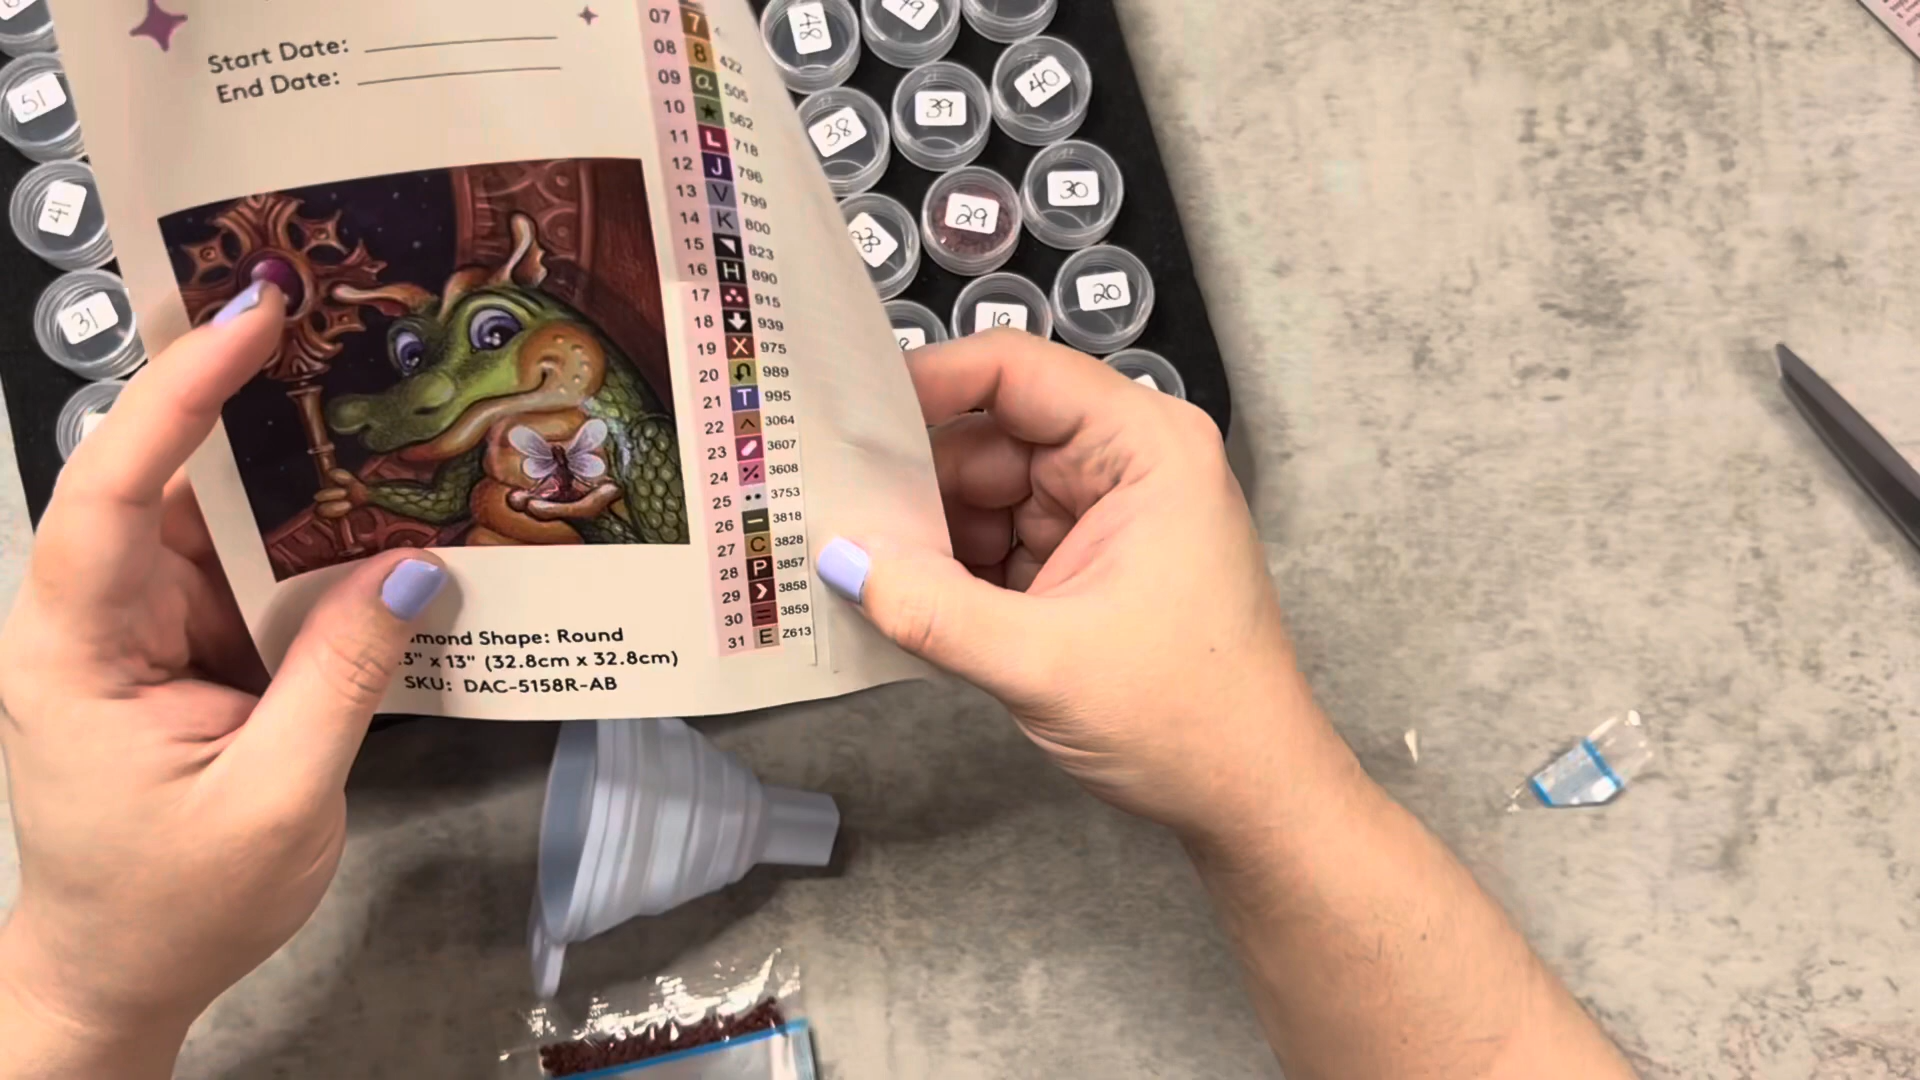 Start Date:
End Date:
07 7
08 8 422
09 a 505
10 ★ 562
11 L 718
12 J 796
13 V 799
14 K 800
15 ◥ 823
16 H 890
17 915
18 939
19 X 975
20 989
21 T 995
22 ^ 3064
23 3607
24 ٪ 3608
25 •• 3753
26 – 3818
27 C 3828
28 P 3857
29 ❯ 3858
30 = 3859
31 E Z613
mond Shape: Round
3" x 13" (32.8cm x 32.8cm)
SKU: DAC-5158R-AB
51
41
31
48
49
38
39
40
29
30
19
20